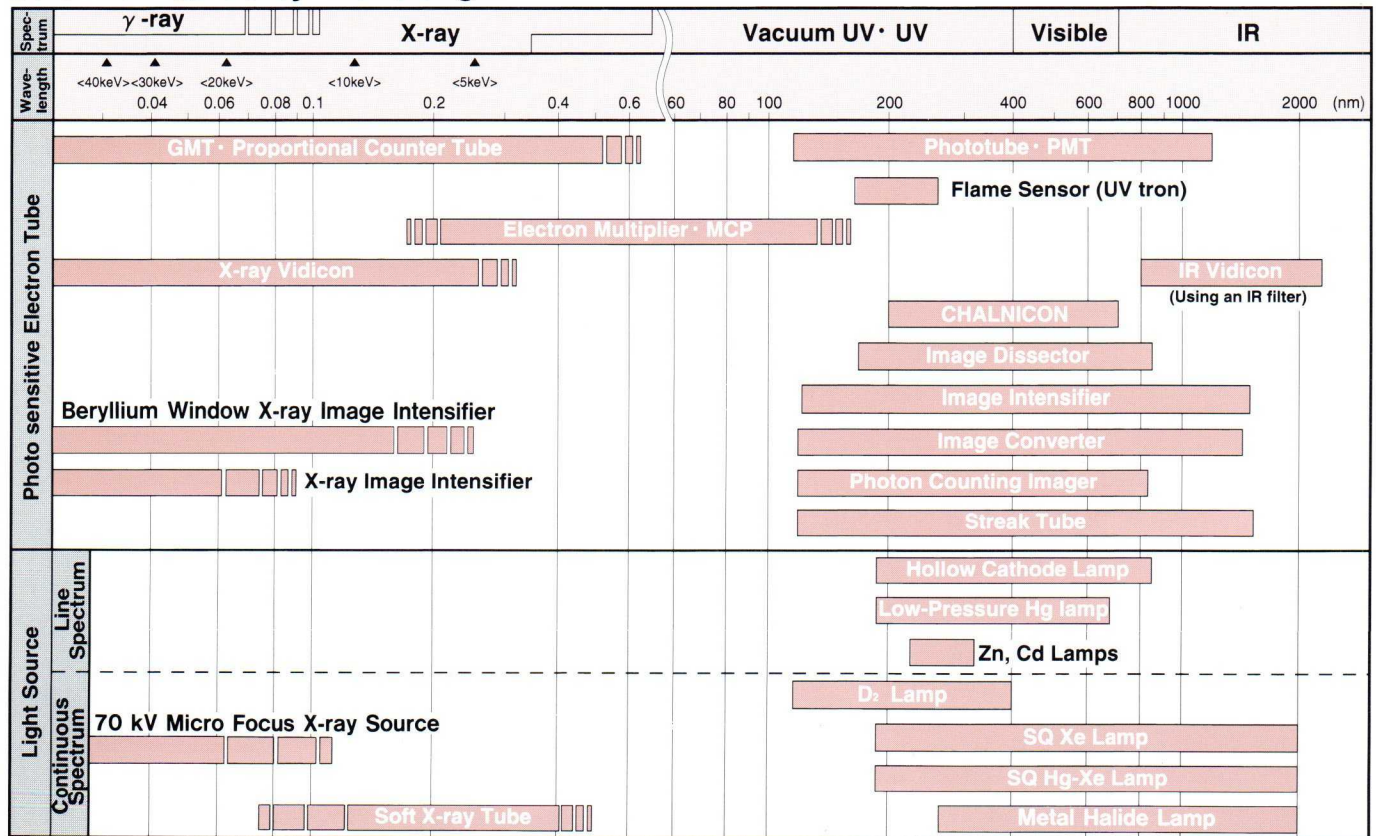 Spec-
trum
γ-ray
X-ray
Vacuum UV・UV
Visible
IR
Wave-
length
<40keV>
<30keV>
<20keV>
<10keV>
<5keV>
0.04 0.06 0.08 0.1 0.2 0.4 0.6 60 80 100 200 400 600 800 1000 2000 (nm)
Photo sensitive Electron Tube
GMT・Proportional Counter Tube
Phototube・PMT
Flame Sensor (UV tron)
Electron Multiplier・MCP
X-ray Vidicon
IR Vidicon
(Using an IR filter)
CHALNICON
Image Dissector
Image Intensifier
Beryllium Window X-ray Image Intensifier
Image Converter
X-ray Image Intensifier
Photon Counting Imager
Streak Tube
Light Source
Line
Spectrum
Hollow Cathode Lamp
Low-Pressure Hg lamp
Zn, Cd Lamps
Continuous
Spectrum
D₂ Lamp
70 kV Micro Focus X-ray Source
SQ Xe Lamp
SQ Hg-Xe Lamp
Soft X-ray Tube
Metal Halide Lamp